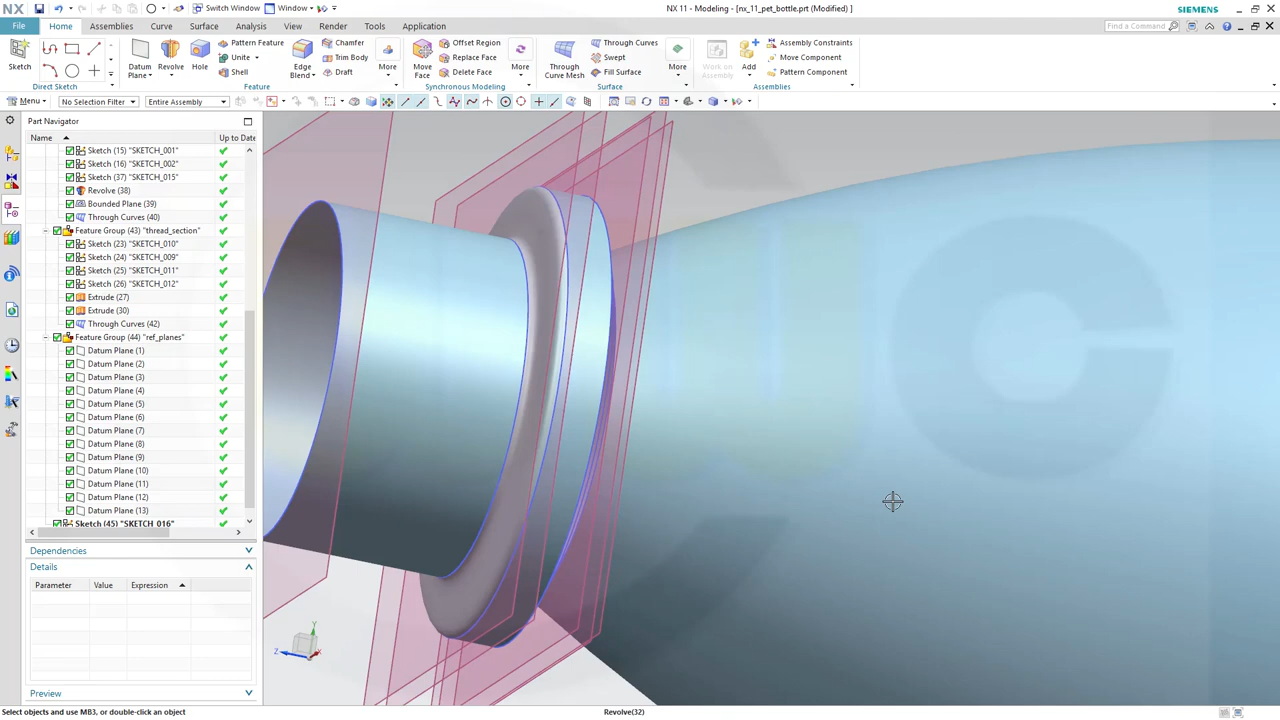 Switch Window
Window
NX 11 - Modeling - [nx_11_pet_bottle.prt (Modified) ]
SIEMENS
File
Home
Assemblies
Curve
Surface
Analysis
View
Render
Tools
Application
Find a Command
Sketch
Datum Plane
Revolve
Hole
Pattern Feature
Unite
Shell
Edge Blend
Chamfer
Trim Body
Draft
More
Move Face
Offset Region
Replace Face
Delete Face
More
Through Curve Mesh
Through Curves
Swept
Fill Surface
More
Work on Assembly
Add
Assembly Constraints
Move Component
Pattern Component
Direct Sketch
Feature
Synchronous Modeling
Surface
Assemblies
Menu
No Selection Filter
Entire Assembly
Part Navigator
Name
Up to Date
Sketch (15) "SKETCH_001"
Sketch (16) "SKETCH_002"
Sketch (37) "SKETCH_015"
Revolve (38)
Bounded Plane (39)
Through Curves (40)
Feature Group (43) "thread_section"
Sketch (23) "SKETCH_010"
Sketch (24) "SKETCH_009"
Sketch (25) "SKETCH_011"
Sketch (26) "SKETCH_012"
Extrude (27)
Extrude (30)
Through Curves (42)
Feature Group (44) "ref_planes"
Datum Plane (1)
Datum Plane (2)
Datum Plane (3)
Datum Plane (4)
Datum Plane (5)
Datum Plane (6)
Datum Plane (7)
Datum Plane (8)
Datum Plane (9)
Datum Plane (10)
Datum Plane (11)
Datum Plane (12)
Datum Plane (13)
Sketch (45) "SKETCH_016"
Dependencies
Details
Parameter
Value
Expression
Preview
Y
Z
X
Select objects and use MB3, or double-click an object
Revolve(32)